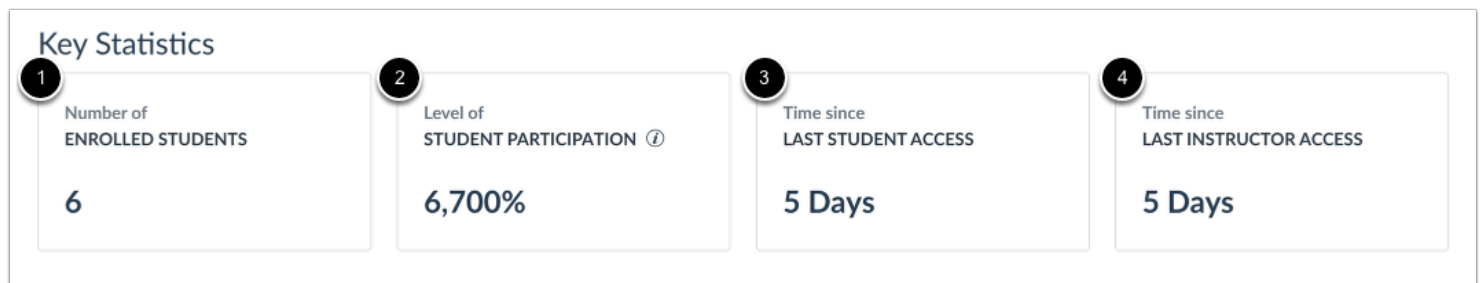 Key Statistics
1
Number of
ENROLLED STUDENTS
6
2
Level of
STUDENT PARTICIPATION i
6,700%
3
Time since
LAST STUDENT ACCESS
5 Days
4
Time since
LAST INSTRUCTOR ACCESS
5 Days